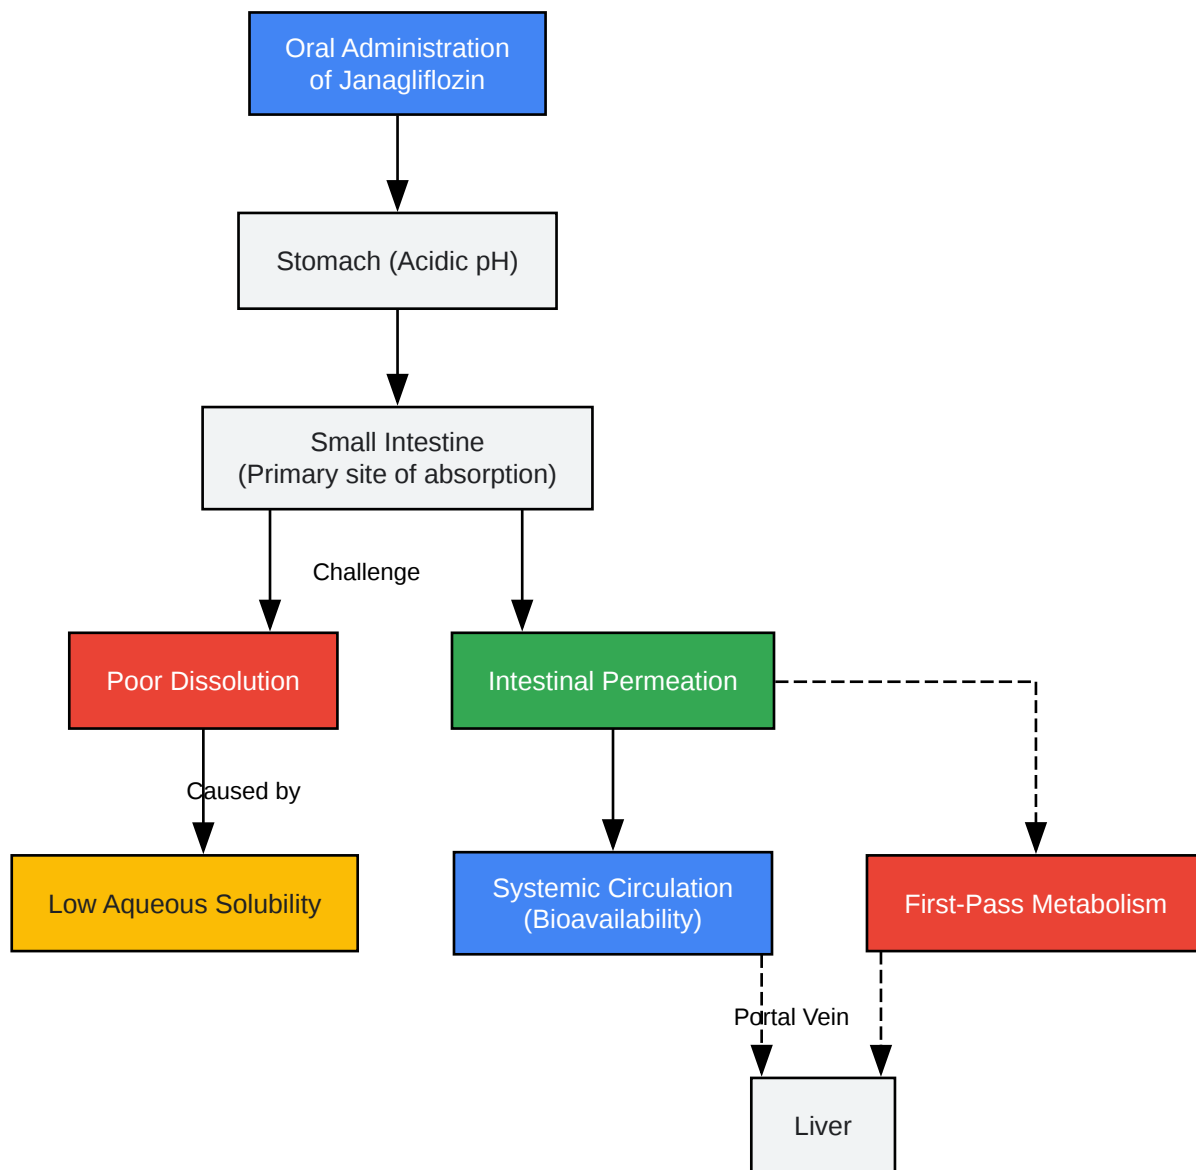 Oral Administration
of Janagliflozin
Stomach (Acidic pH)
Small Intestine
(Primary site of absorption)
Challenge
Poor Dissolution
Intestinal Permeation
Caused by
Low Aqueous Solubility
Systemic Circulation
(Bioavailability)
First-Pass Metabolism
Portal Vein
Liver